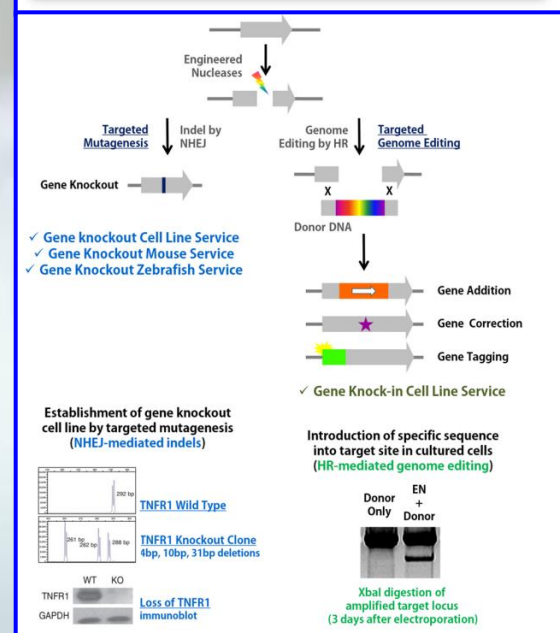 Engineered
Nucleases
Targeted
Mutagenesis
Indel by
NHEJ
Gene Knockout
✓ Gene knockout Cell Line Service
✓ Gene Knockout Mouse Service
✓ Gene Knockout Zebrafish Service
Genome
Editing by HR
Targeted
Genome Editing
X X
Donor DNA
Gene Addition
Gene Correction
Gene Tagging
✓ Gene Knock-in Cell Line Service
Establishment of gene knockout
cell line by targeted mutagenesis
(NHEJ-mediated indels)
292 bp
TNFR1 Wild Type
261 bp
282 bp
288 bp
TNFR1 Knockout Clone
4bp, 10bp, 31bp deletions
WT KO
TNFR1
GAPDH
Loss of TNFR1
immunoblot
Introduction of specific sequence
into target site in cultured cells
(HR-mediated genome editing)
Donor
Only
EN
+
Donor
XbaI digestion of
amplified target locus
(3 days after electroporation)